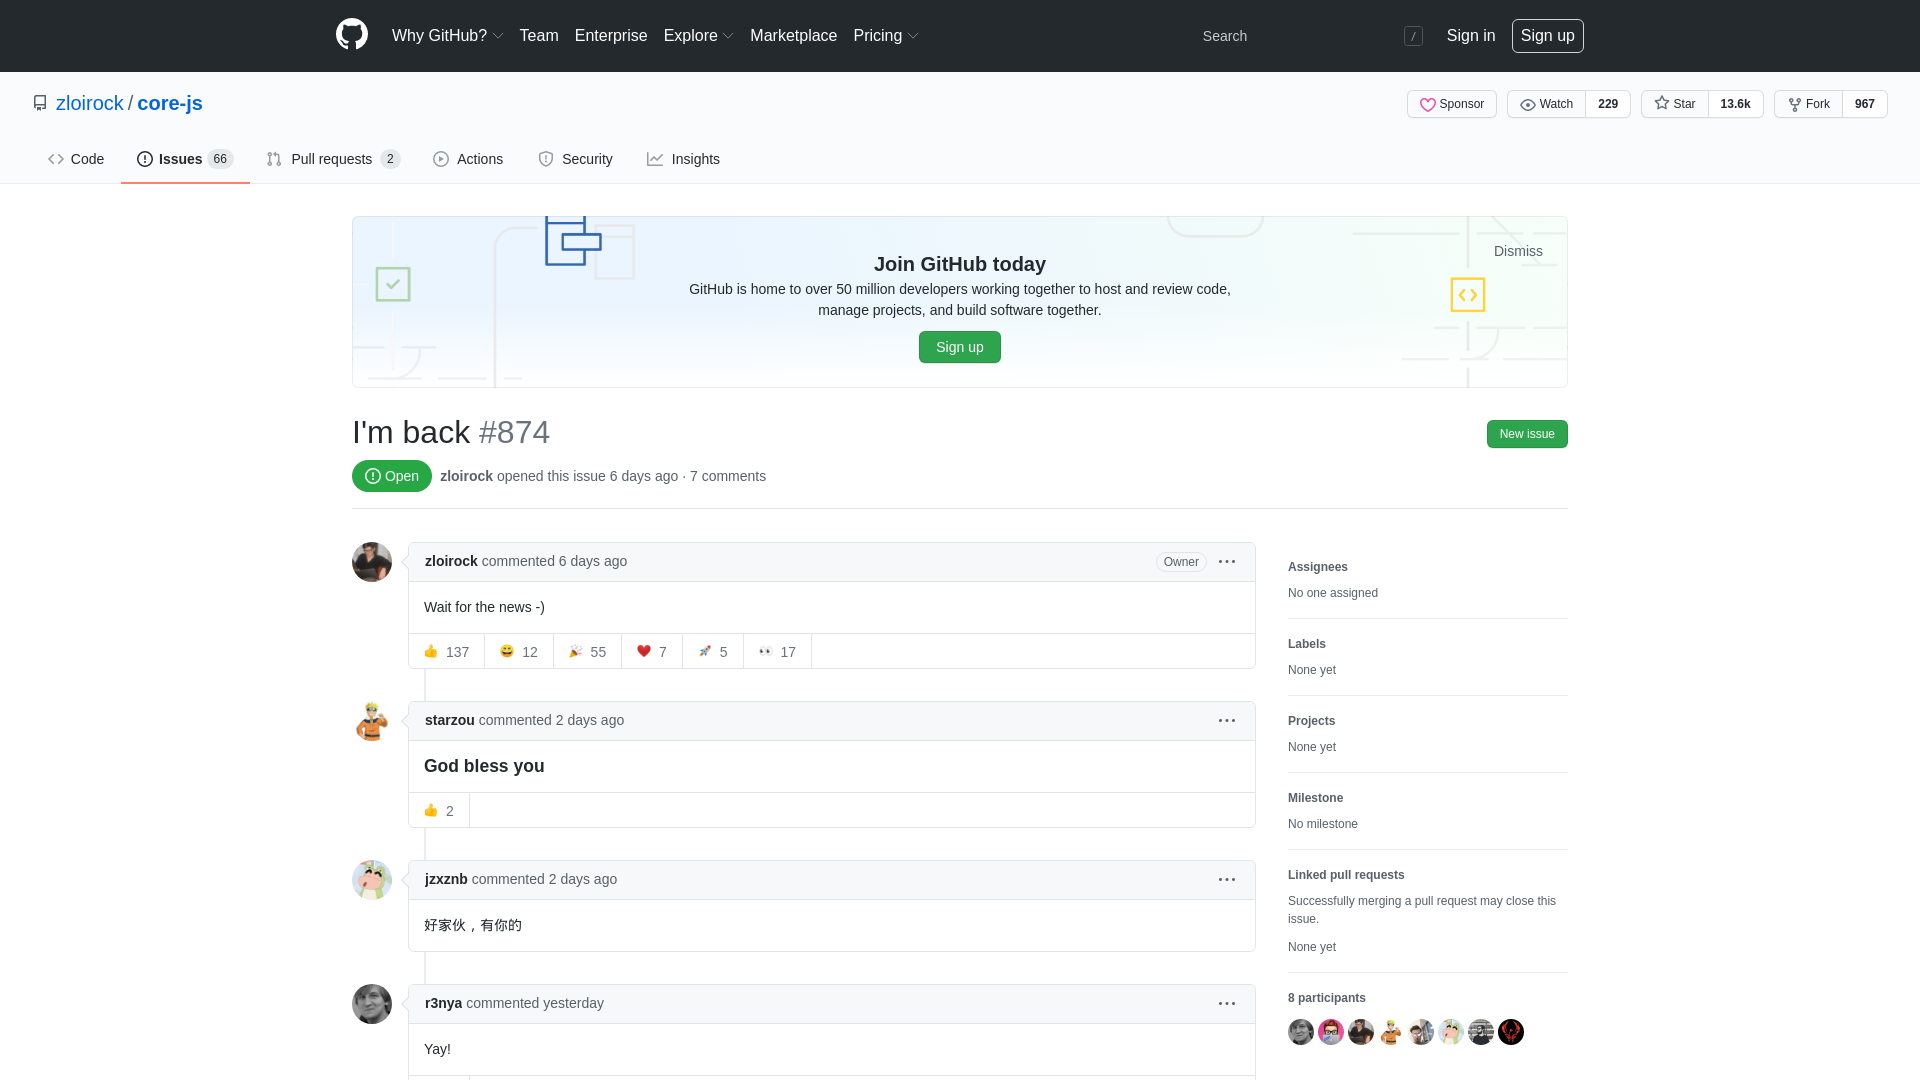 Why GitHub? Team Enterprise Explore Marketplace Pricing Search / Sign in Sign up
zloirock / core-js Sponsor Watch 229 Star 13.6k Fork 967
Code Issues 66 Pull requests 2 Actions Security Insights
Dismiss
Join GitHub today
GitHub is home to over 50 million developers working together to host and review code,
manage projects, and build software together.
Sign up
I'm back #874 New issue
Open zloirock opened this issue 6 days ago · 7 comments
zloirock commented 6 days ago Owner
Wait for the news -)
👍 137 😄 12 🎉 55 ❤️ 7 🚀 5 👀 17
starzou commented 2 days ago
God bless you
👍 2
jzxznb commented 2 days ago
好家伙，有你的
r3nya commented yesterday
Yay!
Assignees
No one assigned
Labels
None yet
Projects
None yet
Milestone
No milestone
Linked pull requests
Successfully merging a pull request may close this
issue.
None yet
8 participants